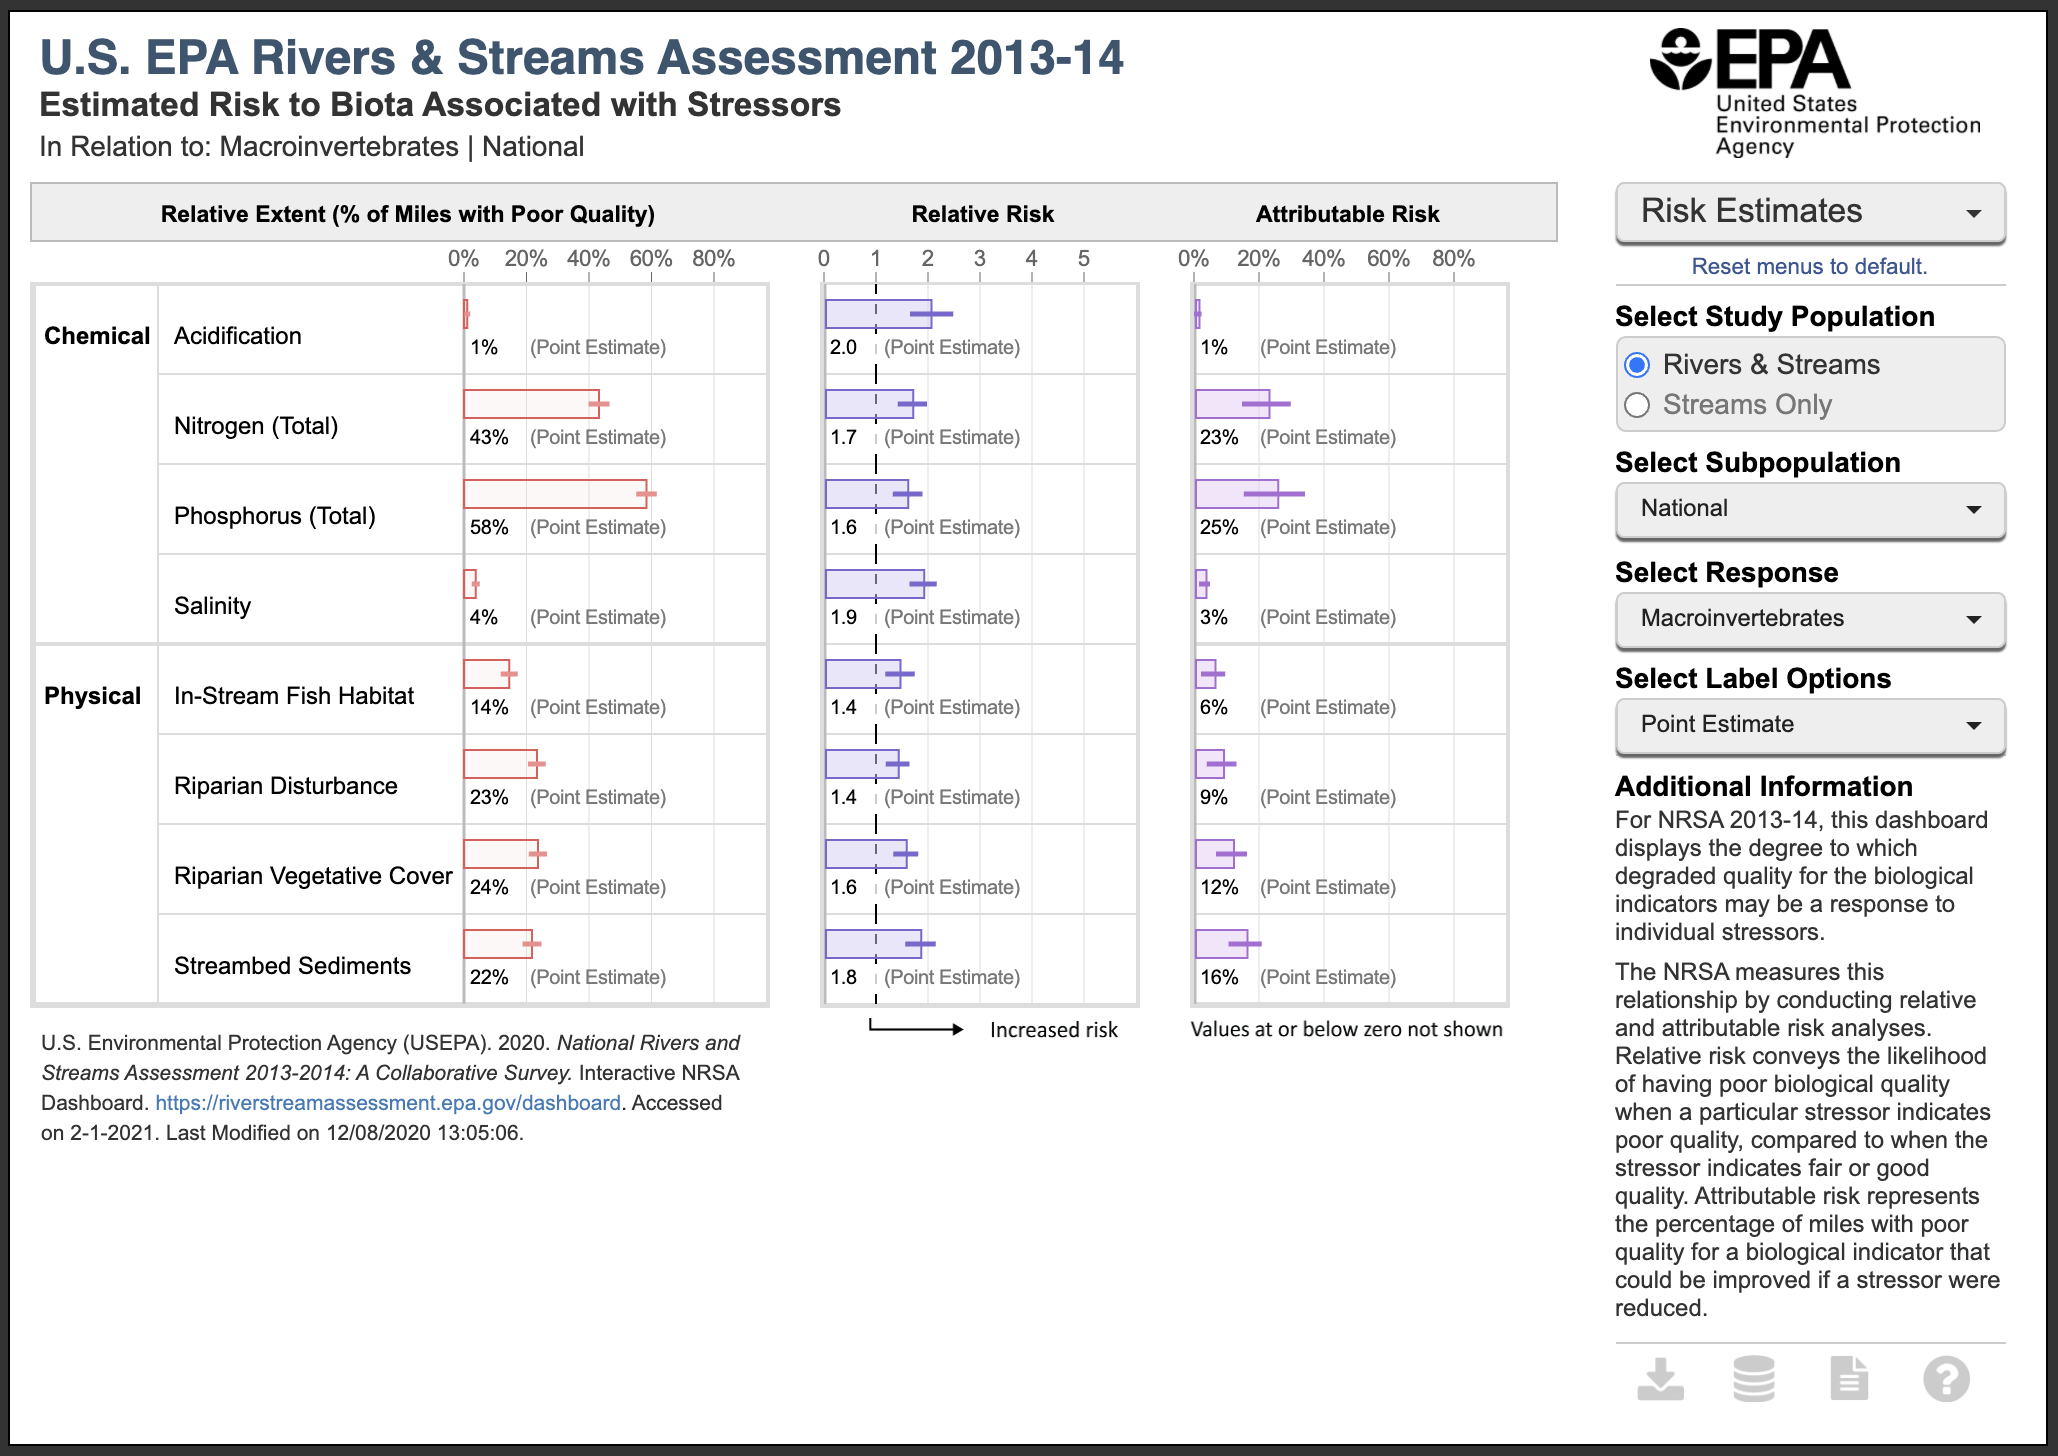 U.S. EPA Rivers & Streams Assessment 2013-14
Estimated Risk to Biota Associated with Stressors
In Relation to: Macroinvertebrates | National
EPA
United States
Environmental Protection
Agency
Relative Extent (% of Miles with Poor Quality) Relative Risk Attributable Risk
0% 20% 40% 60% 80% 0 1 2 3 4 5 0% 20% 40% 60% 80%
Chemical Acidification
1% (Point Estimate) 2.0 (Point Estimate) 1% (Point Estimate)
Nitrogen (Total)
43% (Point Estimate) 1.7 (Point Estimate) 23% (Point Estimate)
Phosphorus (Total)
58% (Point Estimate) 1.6 (Point Estimate) 25% (Point Estimate)
Salinity
4% (Point Estimate) 1.9 (Point Estimate) 3% (Point Estimate)
Physical In-Stream Fish Habitat
14% (Point Estimate) 1.4 (Point Estimate) 6% (Point Estimate)
Riparian Disturbance
23% (Point Estimate) 1.4 (Point Estimate) 9% (Point Estimate)
Riparian Vegetative Cover
24% (Point Estimate) 1.6 (Point Estimate) 12% (Point Estimate)
Streambed Sediments
22% (Point Estimate) 1.8 (Point Estimate) 16% (Point Estimate)
Increased risk Values at or below zero not shown
U.S. Environmental Protection Agency (USEPA). 2020. National Rivers and
Streams Assessment 2013-2014: A Collaborative Survey. Interactive NRSA
Dashboard. https://riverstreamassessment.epa.gov/dashboard. Accessed
on 2-1-2021. Last Modified on 12/08/2020 13:05:06.
Risk Estimates
Reset menus to default.
Select Study Population
Rivers & Streams
Streams Only
Select Subpopulation
National
Select Response
Macroinvertebrates
Select Label Options
Point Estimate
Additional Information
For NRSA 2013-14, this dashboard
displays the degree to which
degraded quality for the biological
indicators may be a response to
individual stressors.
The NRSA measures this
relationship by conducting relative
and attributable risk analyses.
Relative risk conveys the likelihood
of having poor biological quality
when a particular stressor indicates
poor quality, compared to when the
stressor indicates fair or good
quality. Attributable risk represents
the percentage of miles with poor
quality for a biological indicator that
could be improved if a stressor were
reduced.
?